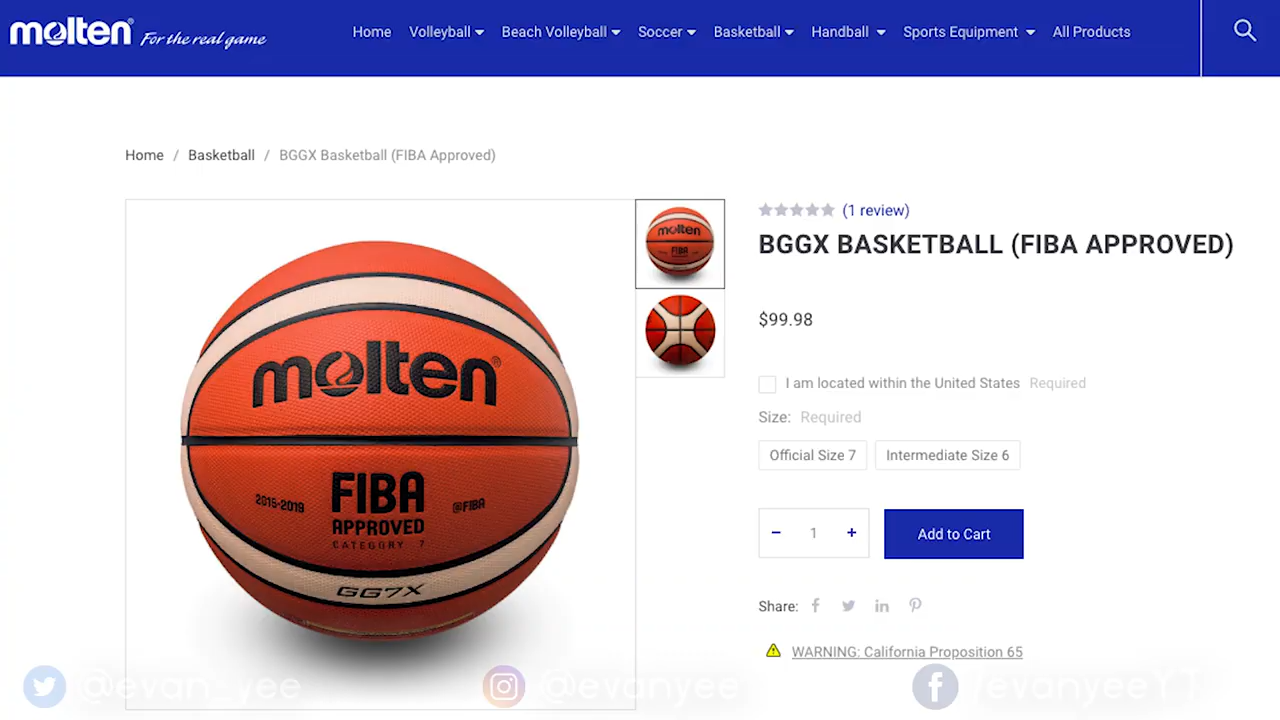 molten® For the real game
Home Volleyball Beach Volleyball Soccer Basketball Handball Sports Equipment All Products
Home / Basketball / BGGX Basketball (FIBA Approved)
molten®
2015-2019 FIBA @FIBA
APPROVED
CATEGORY 7
GG7X
molten
FIBA
(1 review)
BGGX BASKETBALL (FIBA APPROVED)
$99.98
I am located within the United States Required
Size: Required
Official Size 7 Intermediate Size 6
− 1 + Add to Cart
Share:
WARNING: California Proposition 65
@evan_yee @evanyee /evanyeeYT